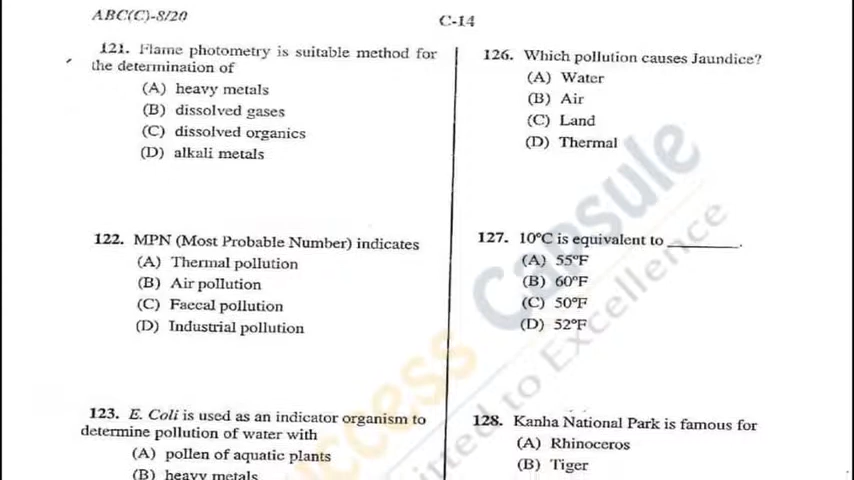 ABC(C)-8/20
C-14
121. Flame photometry is suitable method for
the determination of
(A) heavy metals
(B) dissolved gases
(C) dissolved organics
(D) alkali metals
122. MPN (Most Probable Number) indicates
(A) Thermal pollution
(B) Air pollution
(C) Faecal pollution
(D) Industrial pollution
123. E. Coli is used as an indicator organism to
determine pollution of water with
(A) pollen of aquatic plants
(B) heavy metals
126. Which pollution causes Jaundice?
(A) Water
(B) Air
(C) Land
(D) Thermal
127. 10°C is equivalent to ________.
(A) 55°F
(B) 60°F
(C) 50°F
(D) 52°F
128. Kanha National Park is famous for
(A) Rhinoceros
(B) Tiger
Capsule
to Excellence